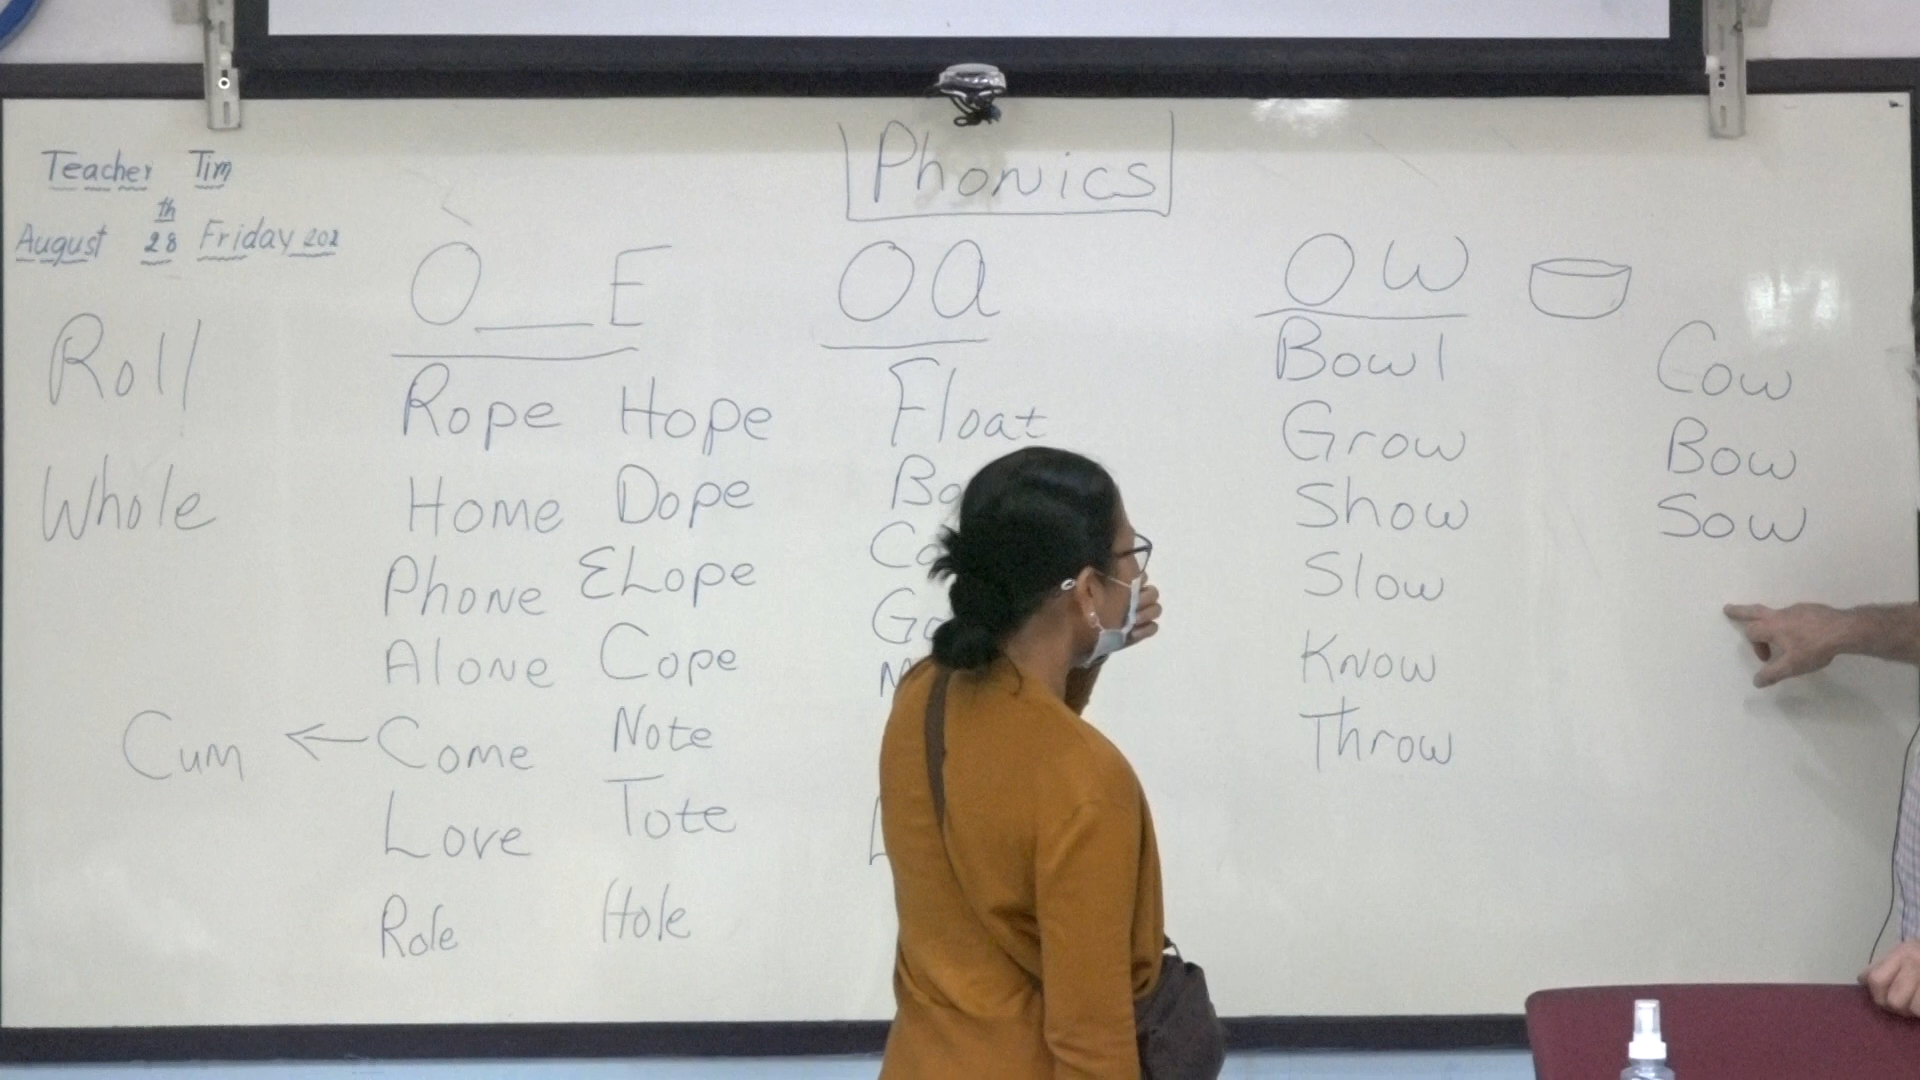 Phonics
Teacher Tim
August 28th Friday 202
O__E
OA
OW
Roll
Whole
Cum ←
Rope Hope
Home Dope
Phone ELope
Alone Cope
Come Note
Love Tote
Role Hole
Float
Bowl
Grow
Show
Slow
Know
Throw
Cow
Bow
Sow